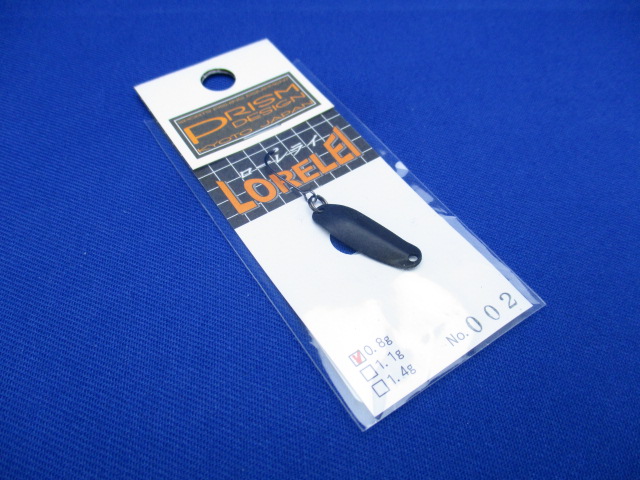 PRISM
DESIGN
KYOTO JAPAN
ローレライ
LORELEI
0.8g
1.1g
1.4g
No. 002